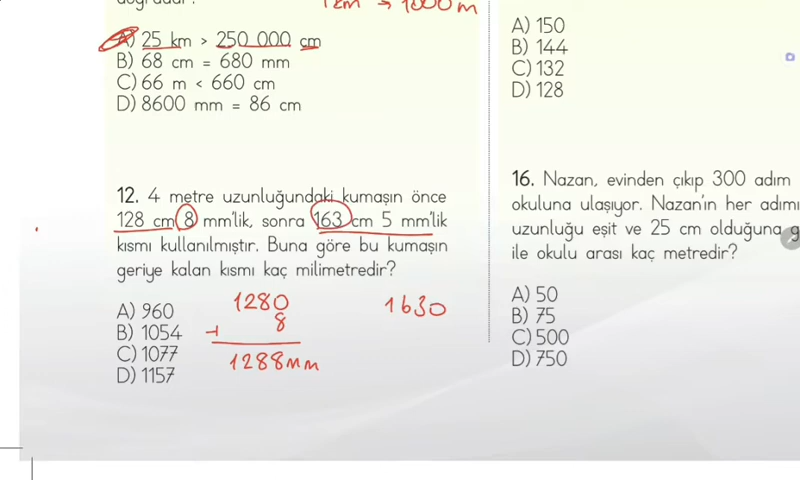 1km → 1000 m
A) 25 km > 250 000 cm
B) 68 cm = 680 mm
C) 66 m < 660 cm
D) 8600 mm = 86 cm
12. 4 metre uzunluğundaki kumaşın önce
128 cm 8 mm'lik, sonra 163 cm 5 mm'lik
kısmı kullanılmıştır. Buna göre bu kumaşın
geriye kalan kısmı kaç milimetredir?
A) 960
B) 1054
C) 1077
D) 1157
1280
8
+
1288mm
1630
A) 150
B) 144
C) 132
D) 128
16. Nazan, evinden çıkıp 300 adım
okuluna ulaşıyor. Nazan'ın her adımı
uzunluğu eşit ve 25 cm olduğuna g
ile okulu arası kaç metredir?
A) 50
B) 75
C) 500
D) 750